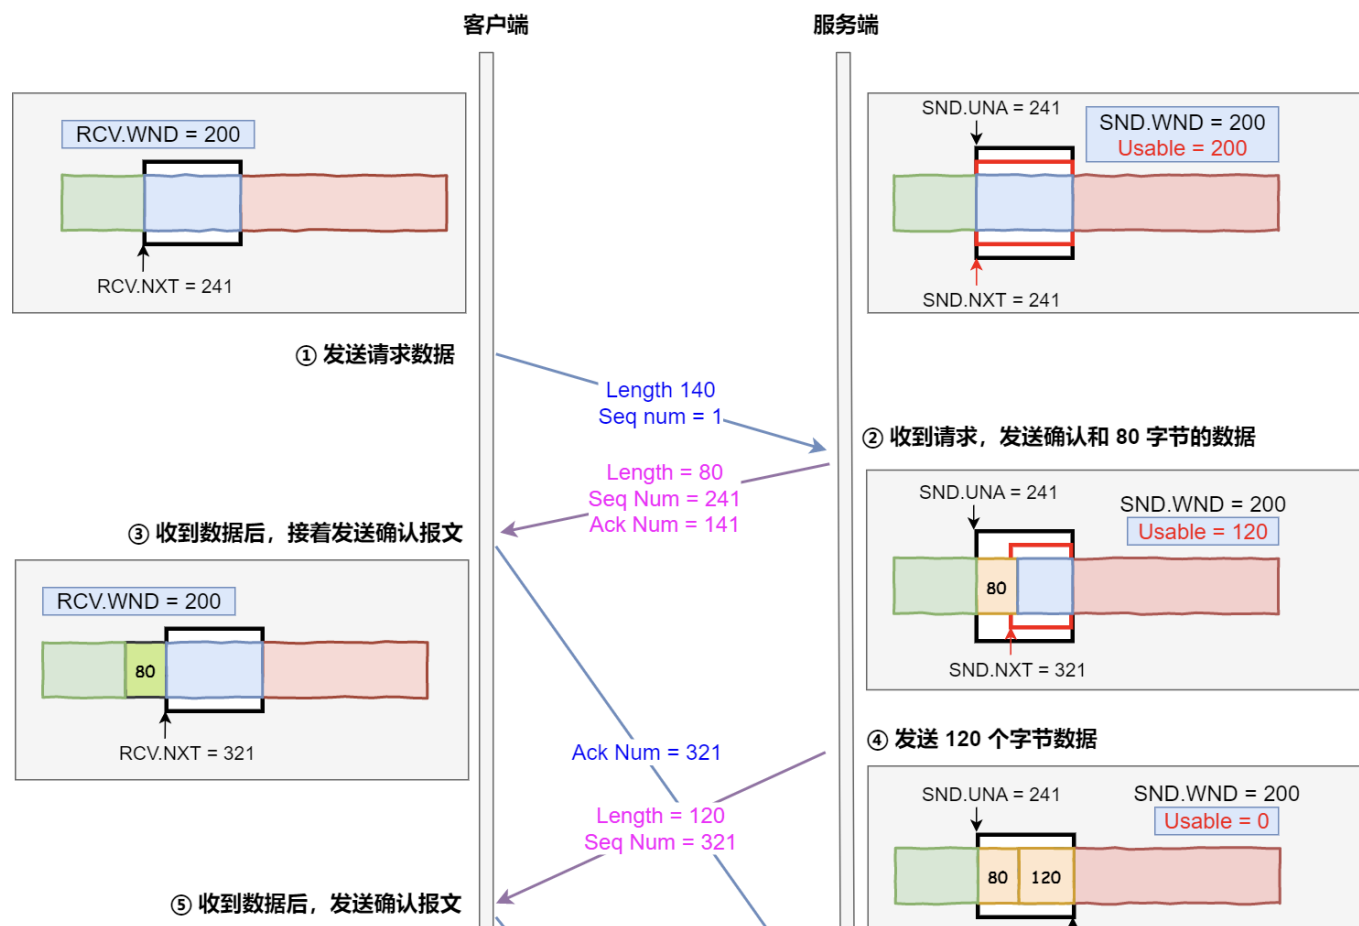 客户端
服务端
RCV.WND = 200
RCV.NXT = 241
SND.UNA = 241
SND.WND = 200
Usable = 200
SND.NXT = 241
① 发送请求数据
Length 140
Seq num = 1
② 收到请求，发送确认和 80 字节的数据
Length = 80
Seq Num = 241
Ack Num = 141
SND.UNA = 241
SND.WND = 200
Usable = 120
80
SND.NXT = 321
③ 收到数据后，接着发送确认报文
RCV.WND = 200
80
RCV.NXT = 321
Ack Num = 321
④ 发送 120 个字节数据
Length = 120
Seq Num = 321
SND.UNA = 241
SND.WND = 200
Usable = 0
80
120
⑤ 收到数据后，发送确认报文